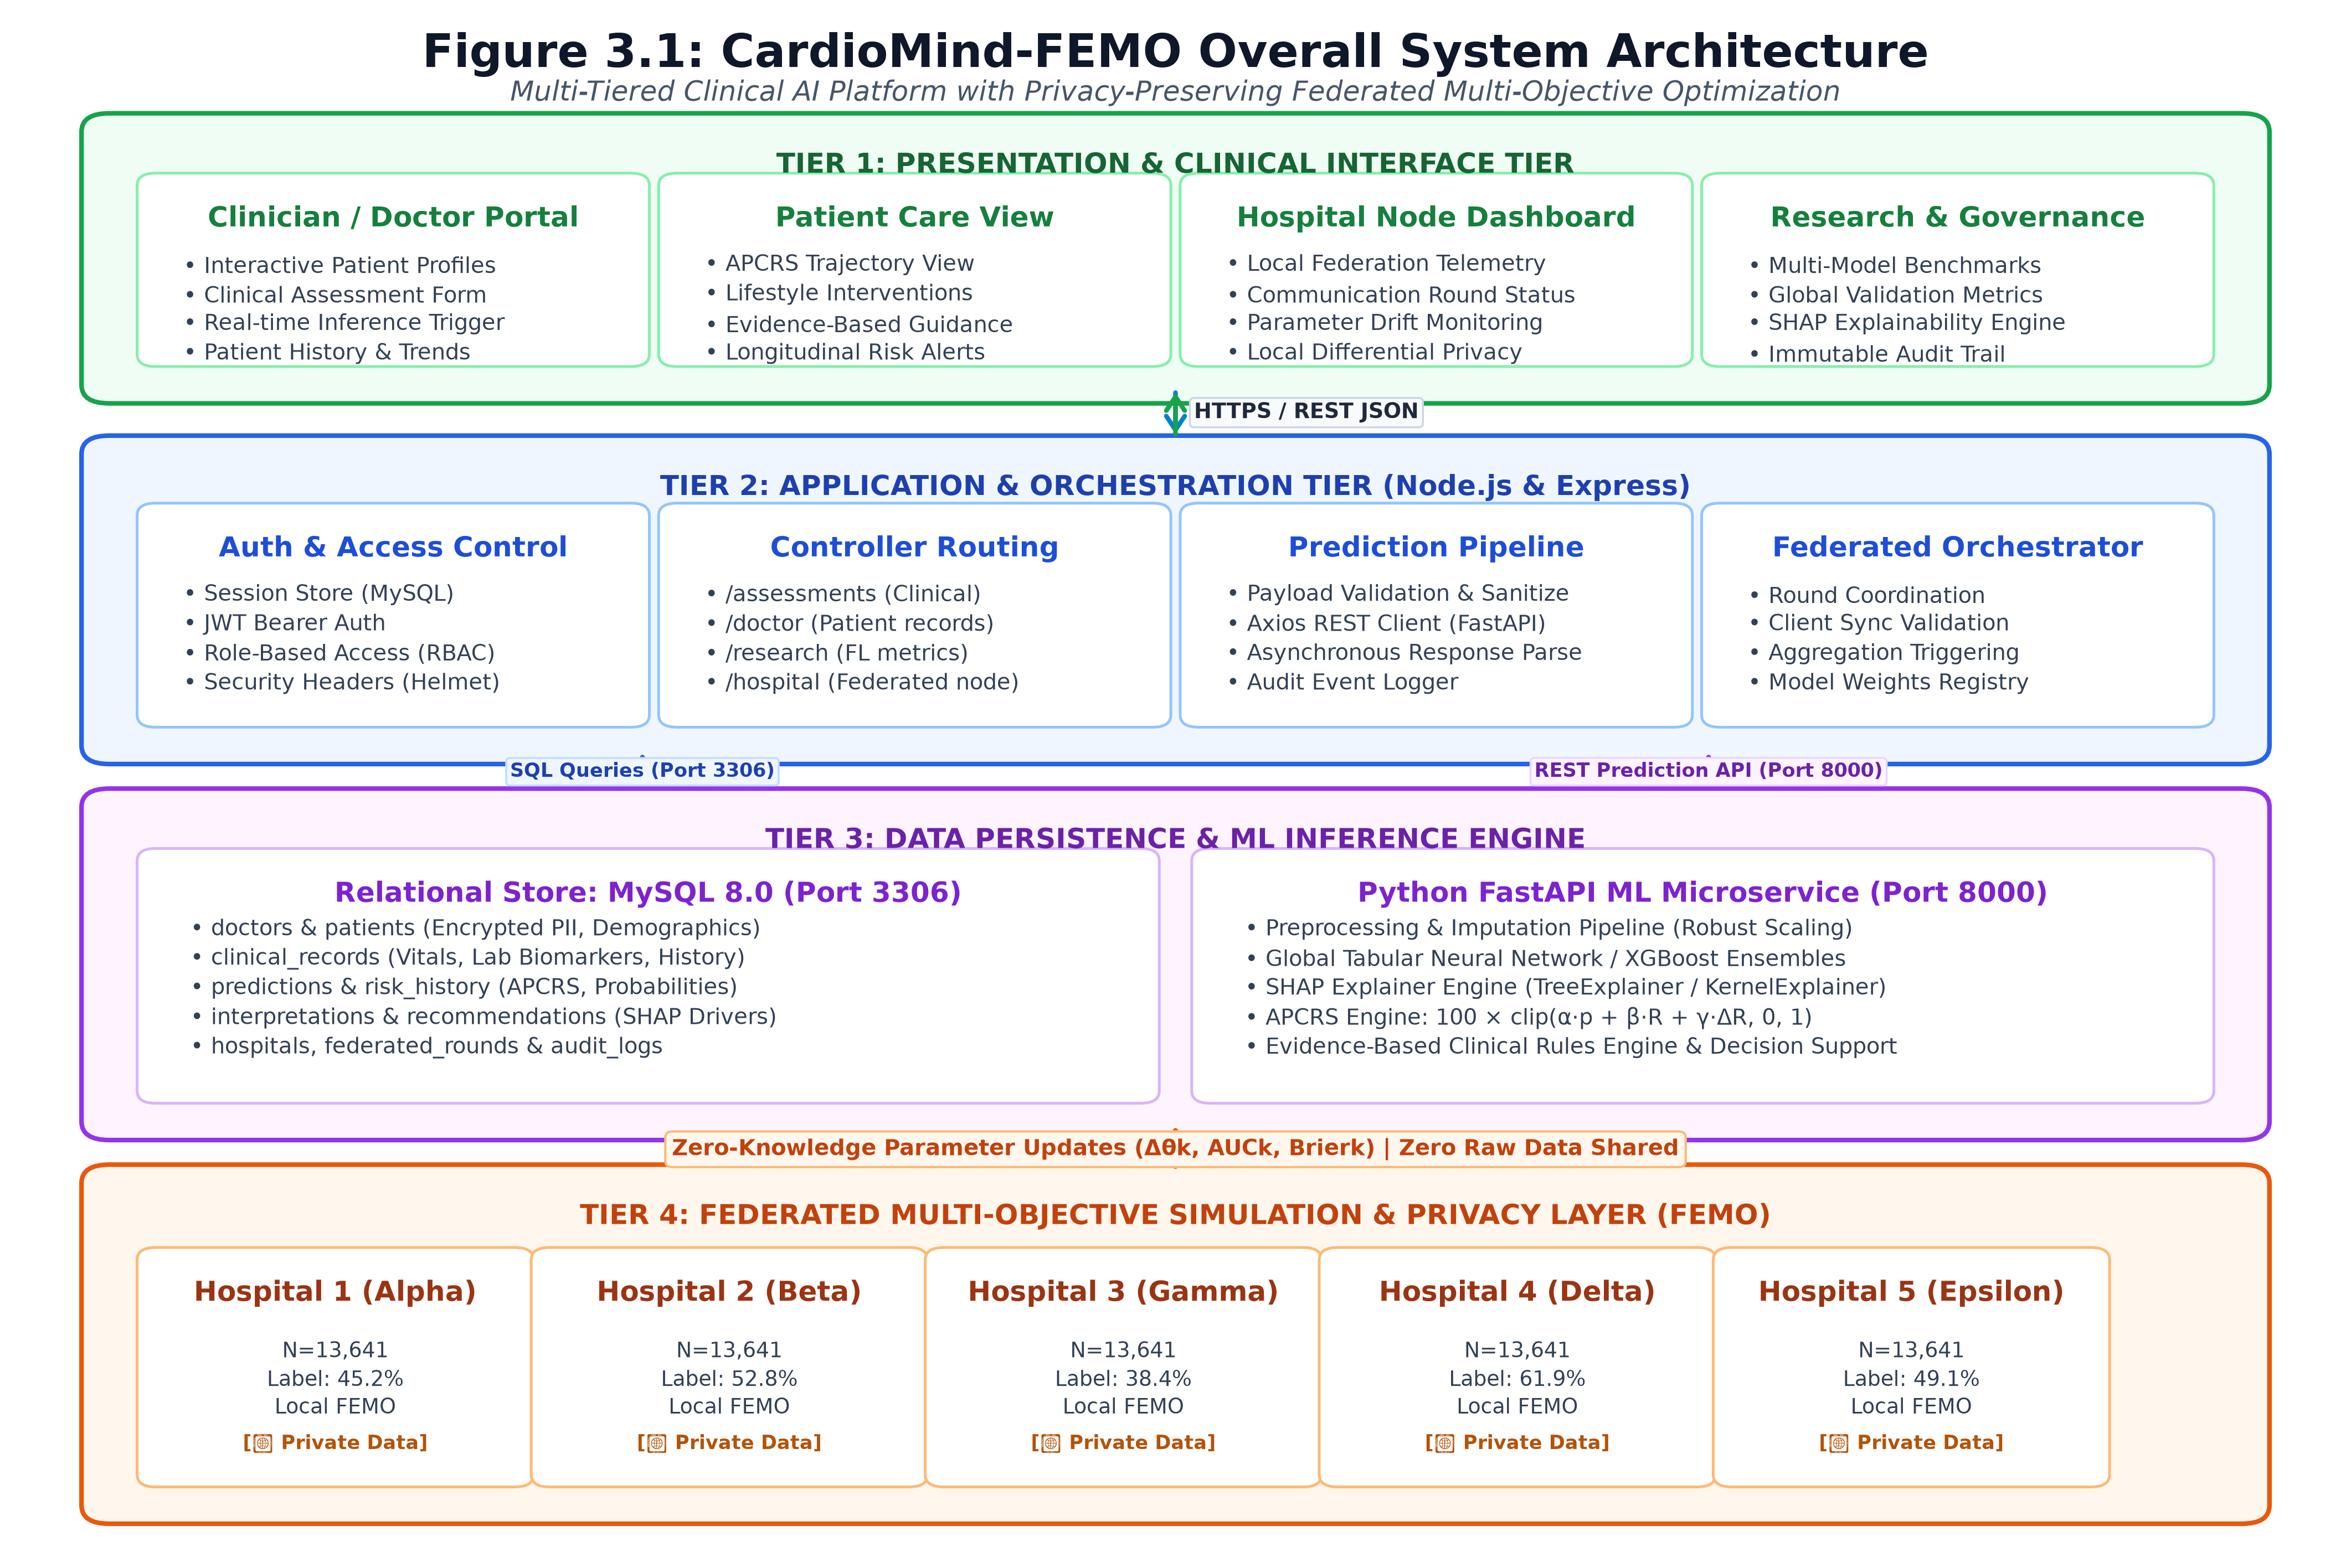 Figure 3.1: CardioMind-FEMO Overall System Architecture
Multi-Tiered Clinical AI Platform with Privacy-Preserving Federated Multi-Objective Optimization
TIER 1: PRESENTATION & CLINICAL INTERFACE TIER
Clinician / Doctor Portal
• Interactive Patient Profiles
• Clinical Assessment Form
• Real-time Inference Trigger
• Patient History & Trends
Patient Care View
• APCRS Trajectory View
• Lifestyle Interventions
• Evidence-Based Guidance
• Longitudinal Risk Alerts
Hospital Node Dashboard
• Local Federation Telemetry
• Communication Round Status
• Parameter Drift Monitoring
• Local Differential Privacy
Research & Governance
• Multi-Model Benchmarks
• Global Validation Metrics
• SHAP Explainability Engine
• Immutable Audit Trail
HTTPS / REST JSON
TIER 2: APPLICATION & ORCHESTRATION TIER (Node.js & Express)
Auth & Access Control
• Session Store (MySQL)
• JWT Bearer Auth
• Role-Based Access (RBAC)
• Security Headers (Helmet)
Controller Routing
• /assessments (Clinical)
• /doctor (Patient records)
• /research (FL metrics)
• /hospital (Federated node)
Prediction Pipeline
• Payload Validation & Sanitize
• Axios REST Client (FastAPI)
• Asynchronous Response Parse
• Audit Event Logger
Federated Orchestrator
• Round Coordination
• Client Sync Validation
• Aggregation Triggering
• Model Weights Registry
SQL Queries (Port 3306)
REST Prediction API (Port 8000)
TIER 3: DATA PERSISTENCE & ML INFERENCE ENGINE
Relational Store: MySQL 8.0 (Port 3306)
• doctors & patients (Encrypted PII, Demographics)
• clinical_records (Vitals, Lab Biomarkers, History)
• predictions & risk_history (APCRS, Probabilities)
• interpretations & recommendations (SHAP Drivers)
• hospitals, federated_rounds & audit_logs
Python FastAPI ML Microservice (Port 8000)
• Preprocessing & Imputation Pipeline (Robust Scaling)
• Global Tabular Neural Network / XGBoost Ensembles
• SHAP Explainer Engine (TreeExplainer / KernelExplainer)
• APCRS Engine: 100 × clip(α·p + β·R + γ·ΔR, 0, 1)
• Evidence-Based Clinical Rules Engine & Decision Support
Zero-Knowledge Parameter Updates (Δθk, AUCk, Brierk) | Zero Raw Data Shared
TIER 4: FEDERATED MULTI-OBJECTIVE SIMULATION & PRIVACY LAYER (FEMO)
Hospital 1 (Alpha)
N=13,641
Label: 45.2%
Local FEMO
[ Private Data]
Hospital 2 (Beta)
N=13,641
Label: 52.8%
Local FEMO
[ Private Data]
Hospital 3 (Gamma)
N=13,641
Label: 38.4%
Local FEMO
[ Private Data]
Hospital 4 (Delta)
N=13,641
Label: 61.9%
Local FEMO
[ Private Data]
Hospital 5 (Epsilon)
N=13,641
Label: 49.1%
Local FEMO
[ Private Data]